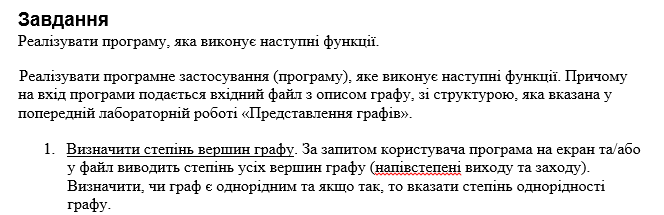 Завдання
Реалізувати програму, яка виконує наступні функції.
Реалізувати програмне застосування (програму), яке виконує наступні функції. Причому
на вхід програми подається вхідний файл з описом графу, зі структурою, яка вказана у
попередній лабораторній роботі «Представлення графів».
1. Визначити степінь вершин графу. За запитом користувача програма на екран та/або
у файл виводить степінь усіх вершин графу (напівстепені виходу та заходу).
Визначити, чи граф є однорідним та якщо так, то вказати степінь однорідності
графу.